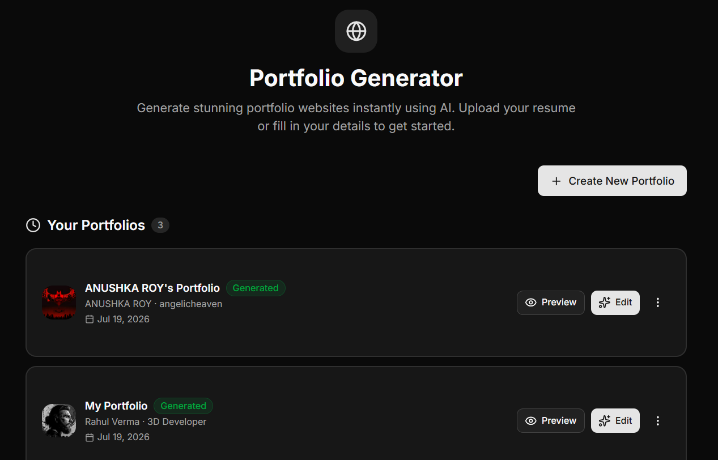 Portfolio Generator
Generate stunning portfolio websites instantly using AI. Upload your resume
or fill in your details to get started.
+ Create New Portfolio
Your Portfolios 3
ANUSHKA ROY's Portfolio Generated
ANUSHKA ROY · angelicheaven
Jul 19, 2026
Preview Edit
My Portfolio Generated
Rahul Verma · 3D Developer
Jul 19, 2026
Preview Edit